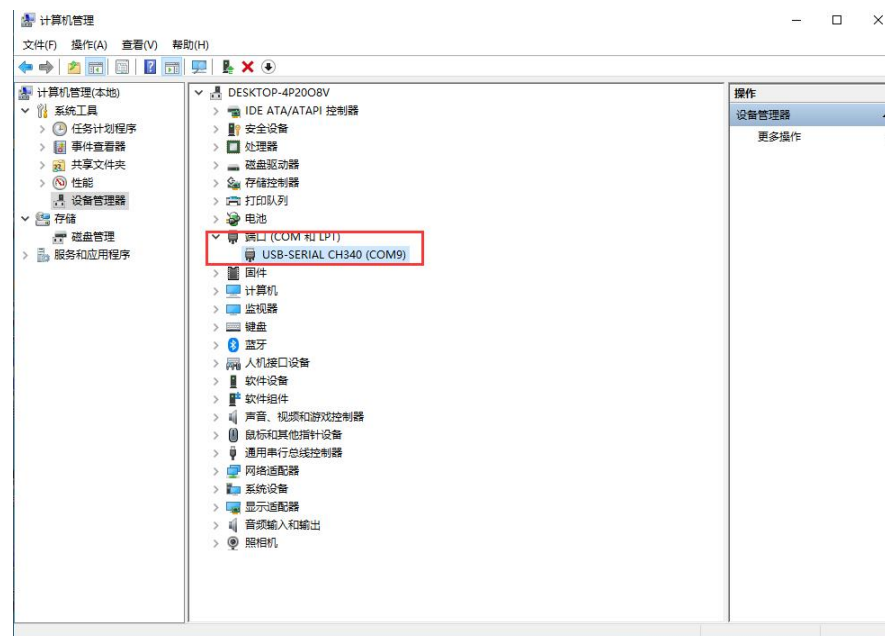 计算机管理
文件(F) 操作(A) 查看(V) 帮助(H)
计算机管理(本地)
系统工具
任务计划程序
事件查看器
共享文件夹
性能
设备管理器
存储
磁盘管理
服务和应用程序
DESKTOP-4P20O8V
IDE ATA/ATAPI 控制器
安全设备
处理器
磁盘驱动器
存储控制器
打印队列
电池
端口 (COM 和 LPT)
USB-SERIAL CH340 (COM9)
固件
计算机
监视器
键盘
蓝牙
人机接口设备
软件设备
软件组件
声音、视频和游戏控制器
鼠标和其他指针设备
通用串行总线控制器
网络适配器
系统设备
显示适配器
音频输入和输出
照相机
操作
设备管理器
更多操作